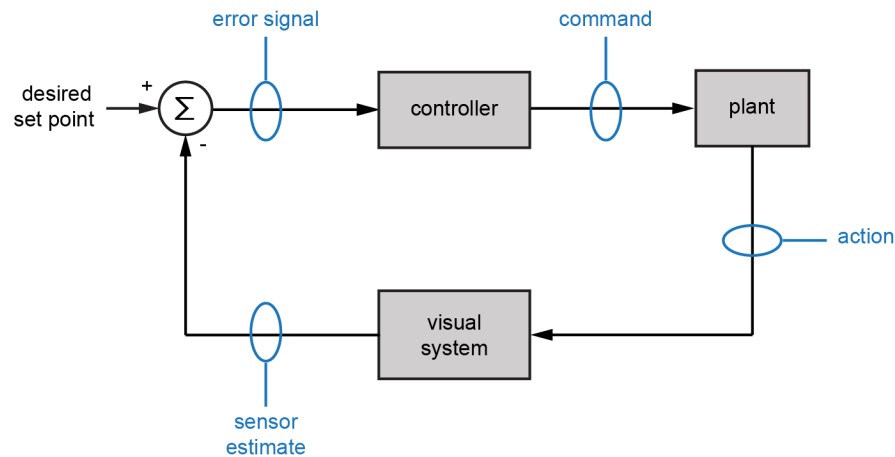 error signal
command
desired
set point
+
Σ
-
controller
plant
action
visual
system
sensor
estimate